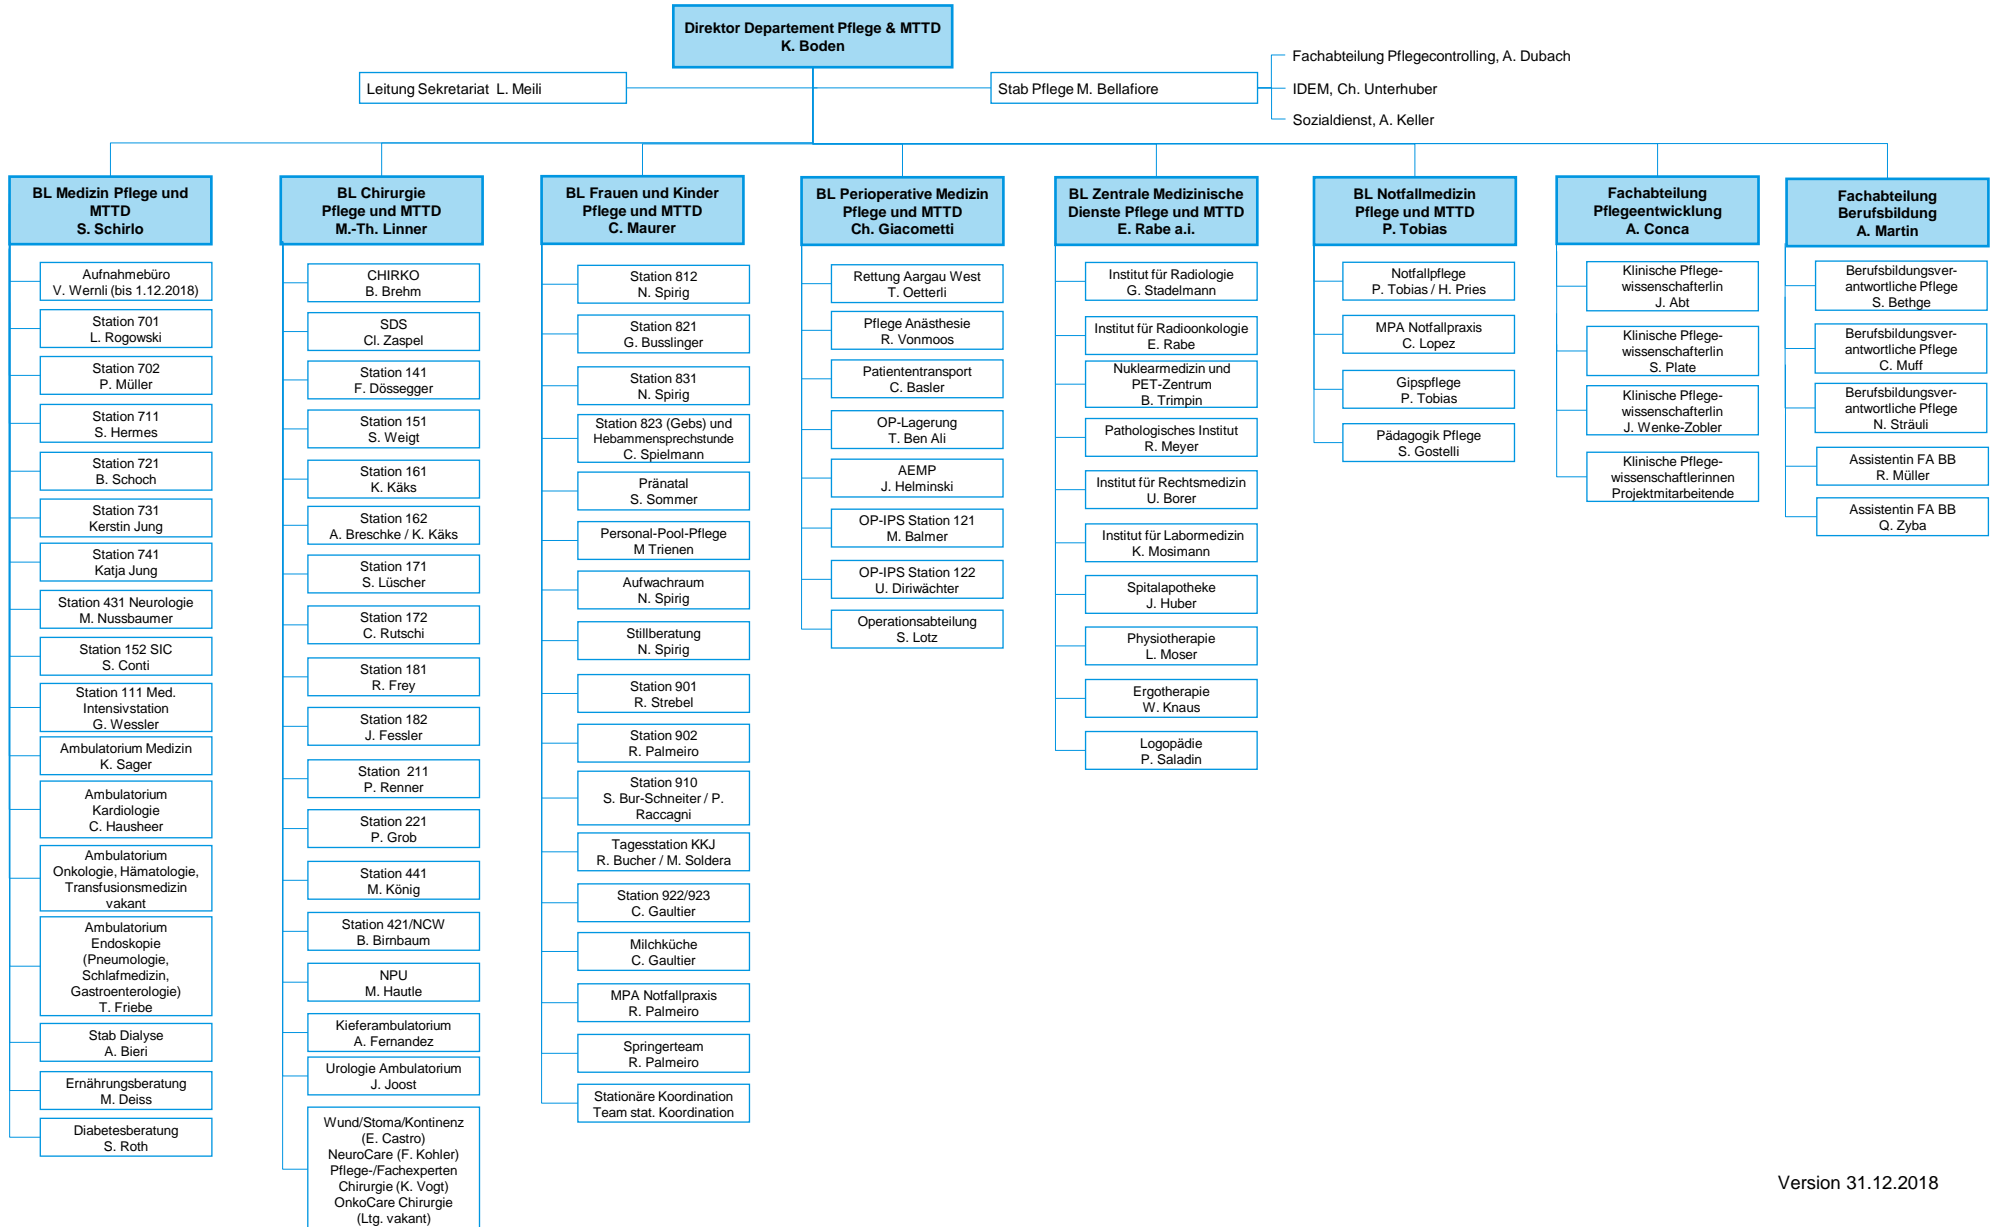 Direktor Departement Pflege & MTTD
K. Boden
Leitung Sekretariat  L. Meili
Stab Pflege M. Bellafiore
Fachabteilung Pflegecontrolling, A. Dubach
IDEM, Ch. Unterhuber
Sozialdienst, A. Keller
BL Medizin Pflege und
MTTD
S. Schirlo
Aufnahmebüro
V. Wernli (bis 1.12.2018)
Station 701
L. Rogowski
Station 702
P. Müller
Station 711
S. Hermes
Station 721
B. Schoch
Station 731
Kerstin Jung
Station 741
Katja Jung
Station 431 Neurologie
M. Nussbaumer
Station 152 SIC
S. Conti
Station 111 Med.
Intensivstation
G. Wessler
Ambulatorium Medizin
K. Sager
Ambulatorium
Kardiologie
C. Hausheer
Ambulatorium
Onkologie, Hämatologie,
Transfusionsmedizin
vakant
Ambulatorium
Endoskopie
(Pneumologie,
Schlafmedizin,
Gastroenterologie)
T. Friebe
Stab Dialyse
A. Bieri
Ernährungsberatung
M. Deiss
Diabetesberatung
S. Roth
BL Chirurgie
Pflege und MTTD
M.-Th. Linner
CHIRKO
B. Brehm
SDS
Cl. Zaspel
Station 141
F. Dössegger
Station 151
S. Weigt
Station 161
K. Käks
Station 162
A. Breschke / K. Käks
Station 171
S. Lüscher
Station 172
C. Rutschi
Station 181
R. Frey
Station 182
J. Fessler
Station  211
P. Renner
Station 221
P. Grob
Station 441
M. König
Station 421/NCW
B. Birnbaum
NPU
M. Hautle
Kieferambulatorium
A. Fernandez
Urologie Ambulatorium
J. Joost
Wund/Stoma/Kontinenz
(E. Castro)
NeuroCare (F. Kohler)
Pflege-/Fachexperten
Chirurgie (K. Vogt)
OnkoCare Chirurgie
(Ltg. vakant)
BL Frauen und Kinder
Pflege und MTTD
C. Maurer
Station 812
N. Spirig
Station 821
G. Busslinger
Station 831
N. Spirig
Station 823 (Gebs) und
Hebammensprechstunde
C. Spielmann
Pränatal
S. Sommer
Personal-Pool-Pflege
M Trienen
Aufwachraum
N. Spirig
Stillberatung
N. Spirig
Station 901
R. Strebel
Station 902
R. Palmeiro
Station 910
S. Bur-Schneiter / P.
Raccagni
Tagesstation KKJ
R. Bucher / M. Soldera
Station 922/923
C. Gaultier
Milchküche
C. Gaultier
MPA Notfallpraxis
R. Palmeiro
Springerteam
R. Palmeiro
Stationäre Koordination
Team stat. Koordination
BL Perioperative Medizin
Pflege und MTTD
Ch. Giacometti
Rettung Aargau West
T. Oetterli
Pflege Anästhesie
R. Vonmoos
Patiententransport
C. Basler
OP-Lagerung
T. Ben Ali
AEMP
J. Helminski
OP-IPS Station 121
M. Balmer
OP-IPS Station 122
U. Diriwächter
Operationsabteilung
S. Lotz
BL Zentrale Medizinische
Dienste Pflege und MTTD
E. Rabe a.i.
Institut für Radiologie
G. Stadelmann
Institut für Radioonkologie
E. Rabe
Nuklearmedizin und
PET-Zentrum
B. Trimpin
Pathologisches Institut
R. Meyer
Institut für Rechtsmedizin
U. Borer
Institut für Labormedizin
K. Mosimann
Spitalapotheke
J. Huber
Physiotherapie
L. Moser
Ergotherapie
W. Knaus
Logopädie
P. Saladin
BL Notfallmedizin
Pflege und MTTD
P. Tobias
Notfallpflege
P. Tobias / H. Pries
MPA Notfallpraxis
C. Lopez
Gipspflege
P. Tobias
Pädagogik Pflege
S. Gostelli
Fachabteilung
Pflegeentwicklung
A. Conca
Klinische Pflege-
wissenschafterIin
J. Abt
Klinische Pflege-
wissenschafterIin
S. Plate
Klinische Pflege-
wissenschafterIin
J. Wenke-Zobler
Klinische Pflege-
wissenschaftlerinnen
Projektmitarbeitende
Fachabteilung
Berufsbildung
A. Martin
Berufsbildungsver-
antwortliche Pflege
S. Bethge
Berufsbildungsver-
antwortliche Pflege
C. Muff
Berufsbildungsver-
antwortliche Pflege
N. Sträuli
Assistentin FA BB
R. Müller
Assistentin FA BB
Q. Zyba
Version 31.12.2018